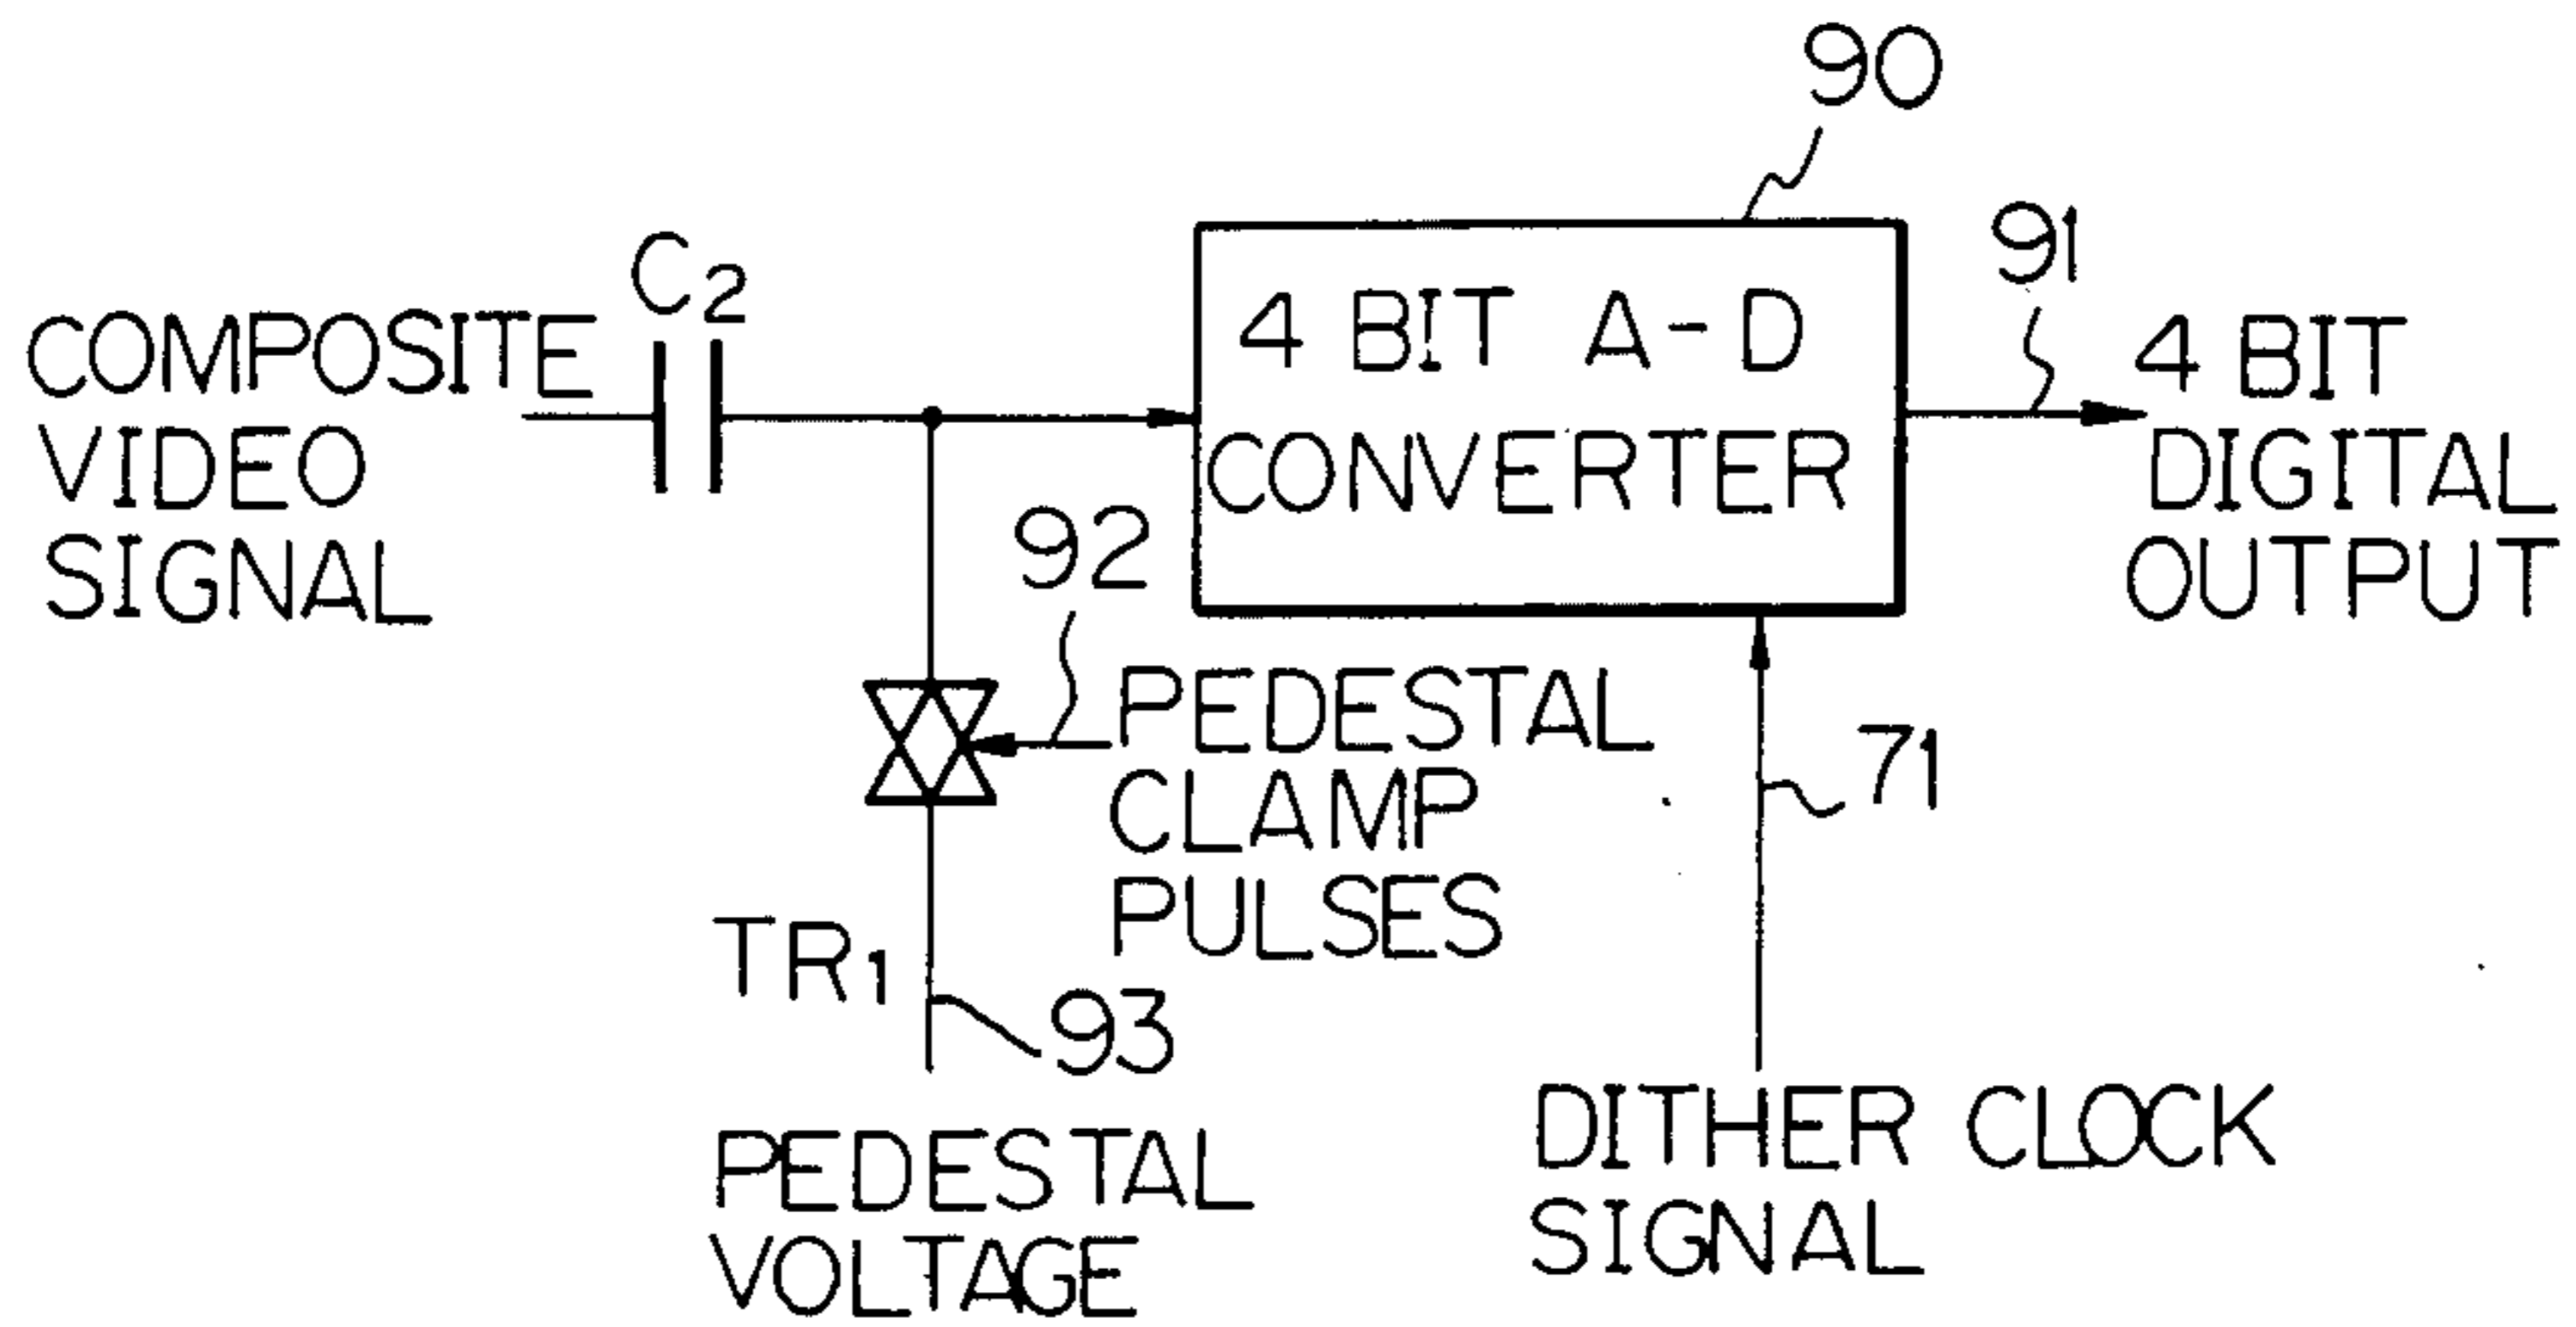 90
91
C2
COMPOSITE
VIDEO
SIGNAL
4 BIT A-D
CONVERTER
4 BIT
DIGITAL
OUTPUT
92
PEDESTAL
CLAMP
PULSES
71
TR1
93
PEDESTAL
VOLTAGE
DITHER CLOCK
SIGNAL